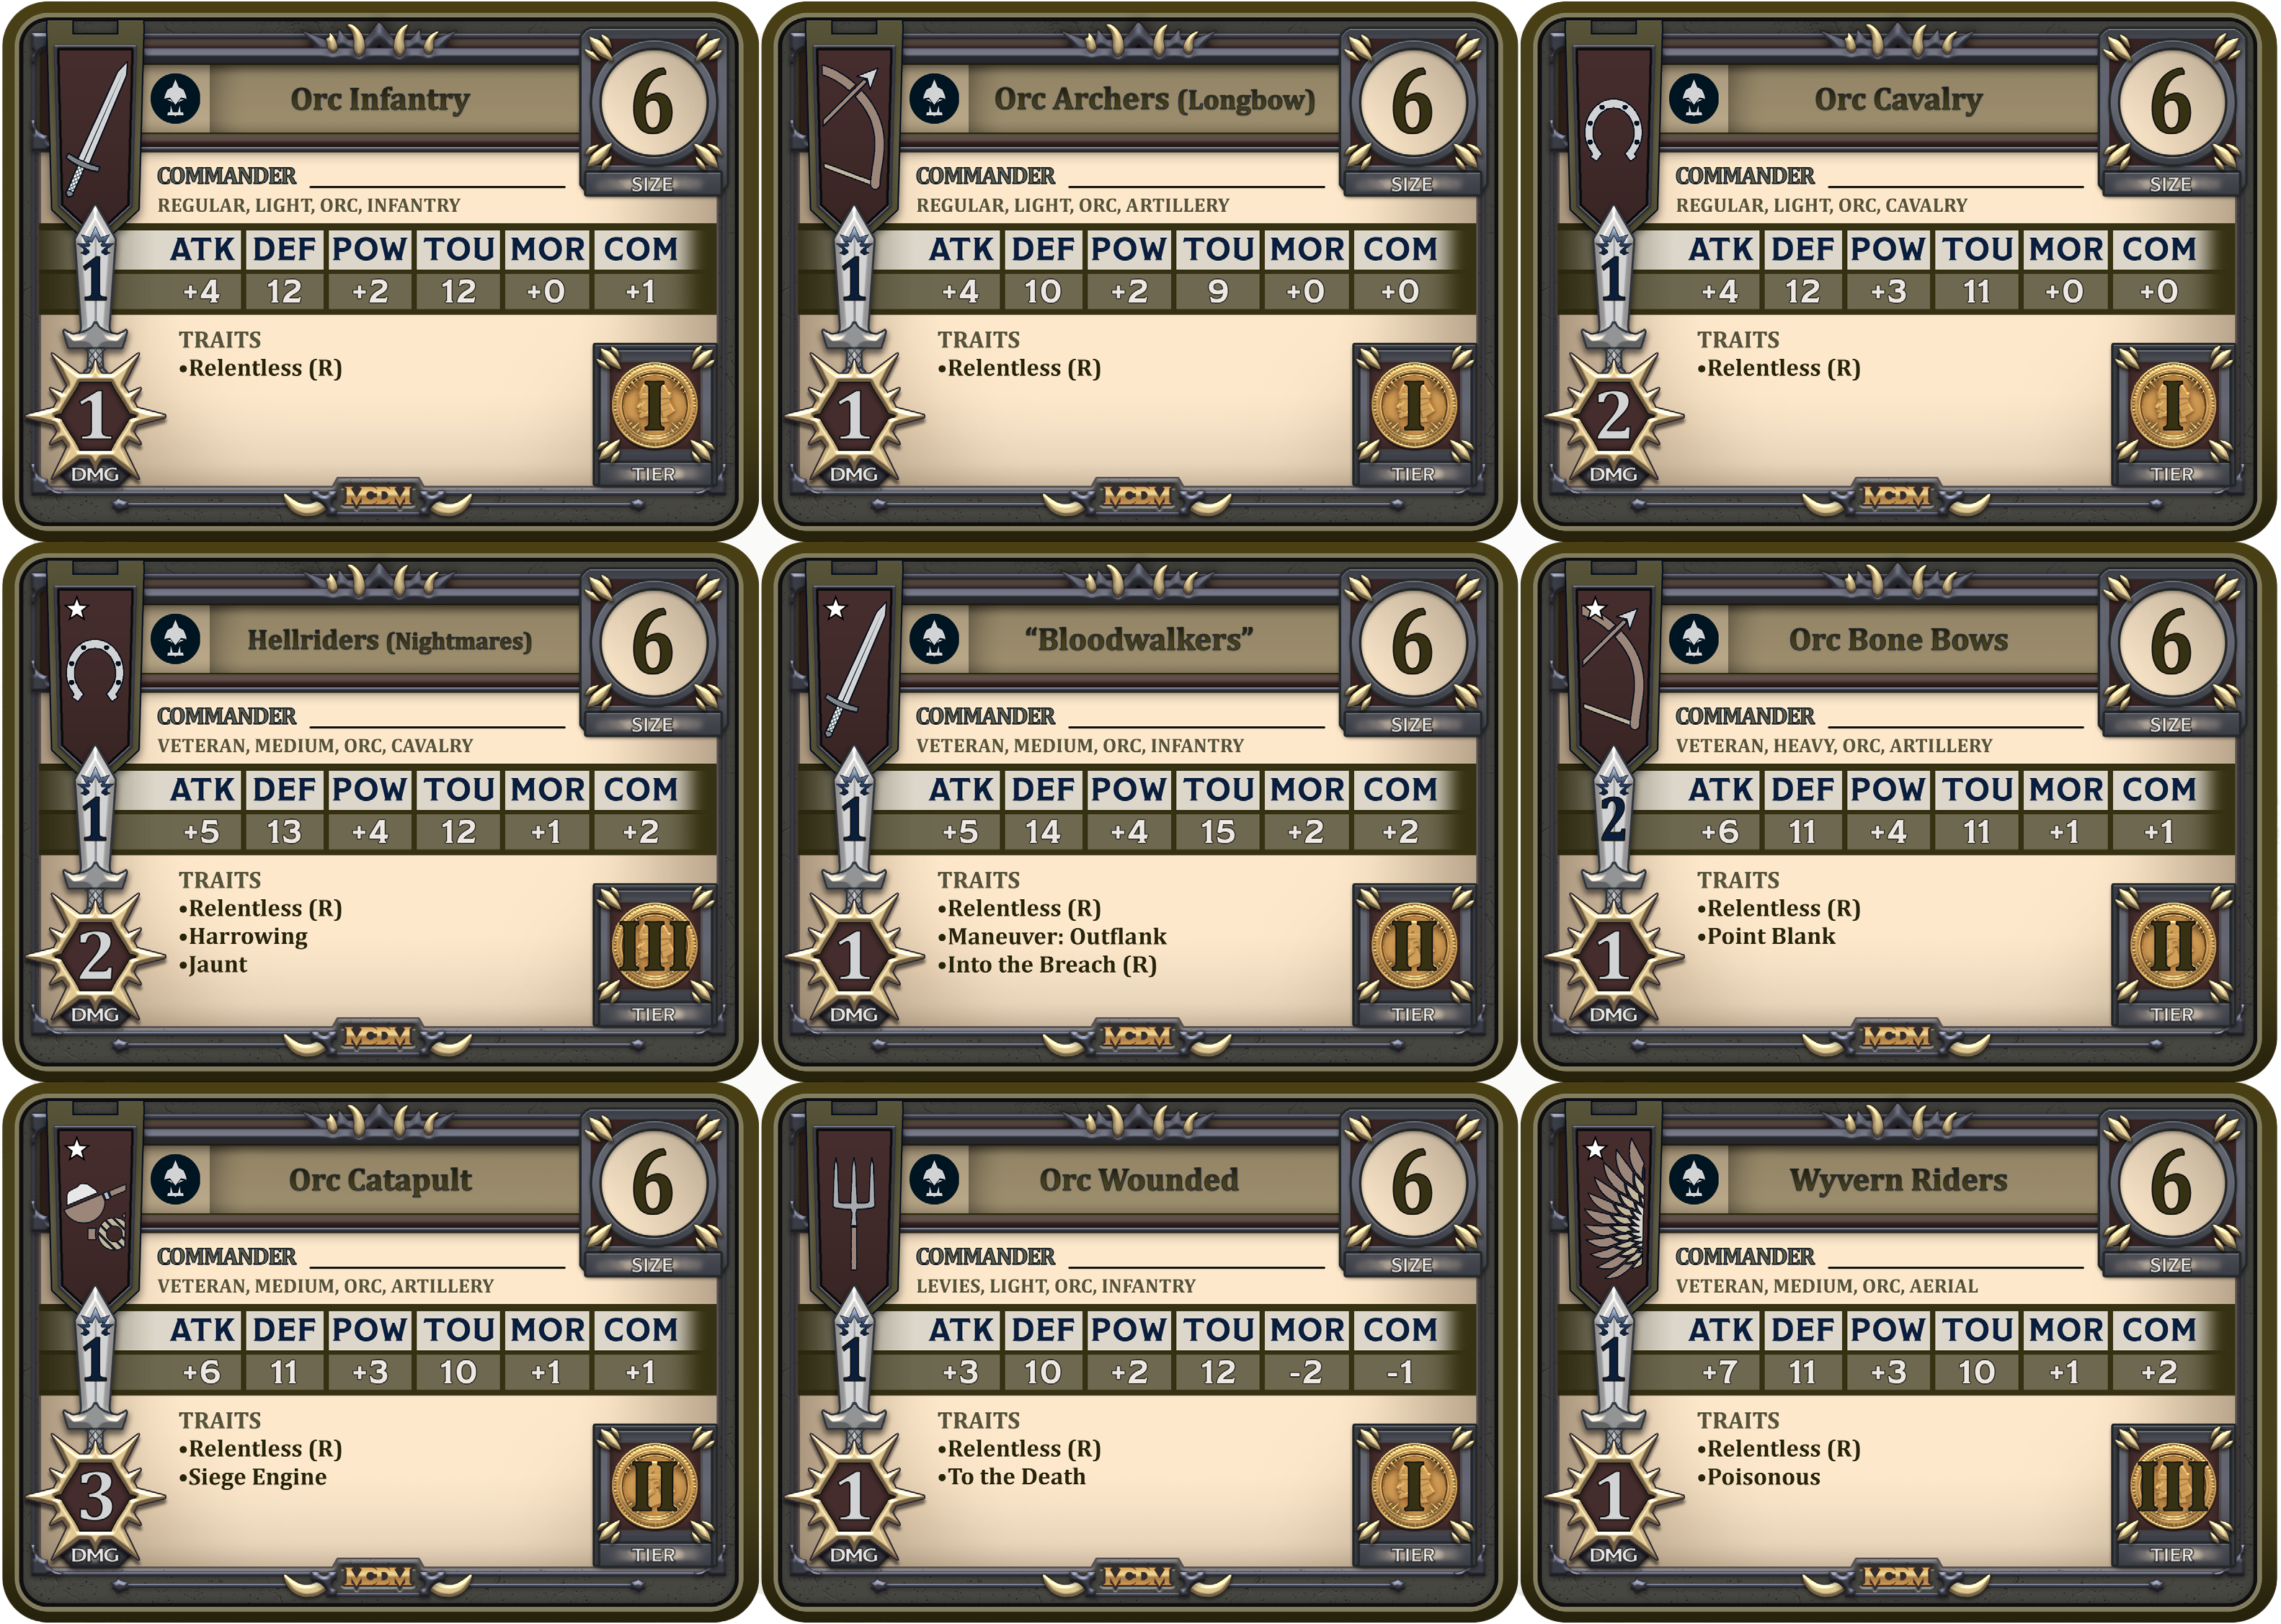 Orc Infantry
6
SIZE
COMMANDER
REGULAR, LIGHT, ORC, INFANTRY
ATK DEF POW TOU MOR COM
1
+4 12 +2 12 +0 +1
TRAITS
•Relentless (R)
1
DMG
I
TIER
MCDM
Orc Archers (Longbow)
6
SIZE
COMMANDER
REGULAR, LIGHT, ORC, ARTILLERY
ATK DEF POW TOU MOR COM
1
+4 10 +2 9 +0 +0
TRAITS
•Relentless (R)
1
DMG
I
TIER
MCDM
Orc Cavalry
6
SIZE
COMMANDER
REGULAR, LIGHT, ORC, CAVALRY
ATK DEF POW TOU MOR COM
1
+4 12 +3 11 +0 +0
TRAITS
•Relentless (R)
2
DMG
I
TIER
MCDM
Hellriders (Nightmares)
6
SIZE
COMMANDER
VETERAN, MEDIUM, ORC, CAVALRY
ATK DEF POW TOU MOR COM
1
+5 13 +4 12 +1 +2
TRAITS
•Relentless (R)
•Harrowing
•Jaunt
2
DMG
III
TIER
MCDM
“Bloodwalkers”
6
SIZE
COMMANDER
VETERAN, MEDIUM, ORC, INFANTRY
ATK DEF POW TOU MOR COM
1
+5 14 +4 15 +2 +2
TRAITS
•Relentless (R)
•Maneuver: Outflank
•Into the Breach (R)
1
DMG
II
TIER
MCDM
Orc Bone Bows
6
SIZE
COMMANDER
VETERAN, HEAVY, ORC, ARTILLERY
ATK DEF POW TOU MOR COM
2
+6 11 +4 11 +1 +1
TRAITS
•Relentless (R)
•Point Blank
1
DMG
II
TIER
MCDM
Orc Catapult
6
SIZE
COMMANDER
VETERAN, MEDIUM, ORC, ARTILLERY
ATK DEF POW TOU MOR COM
1
+6 11 +3 10 +1 +1
TRAITS
•Relentless (R)
•Siege Engine
3
DMG
II
TIER
MCDM
Orc Wounded
6
SIZE
COMMANDER
LEVIES, LIGHT, ORC, INFANTRY
ATK DEF POW TOU MOR COM
1
+3 10 +2 12 -2 -1
TRAITS
•Relentless (R)
•To the Death
1
DMG
I
TIER
MCDM
Wyvern Riders
6
SIZE
COMMANDER
VETERAN, MEDIUM, ORC, AERIAL
ATK DEF POW TOU MOR COM
1
+7 11 +3 10 +1 +2
TRAITS
•Relentless (R)
•Poisonous
1
DMG
III
TIER
MCDM